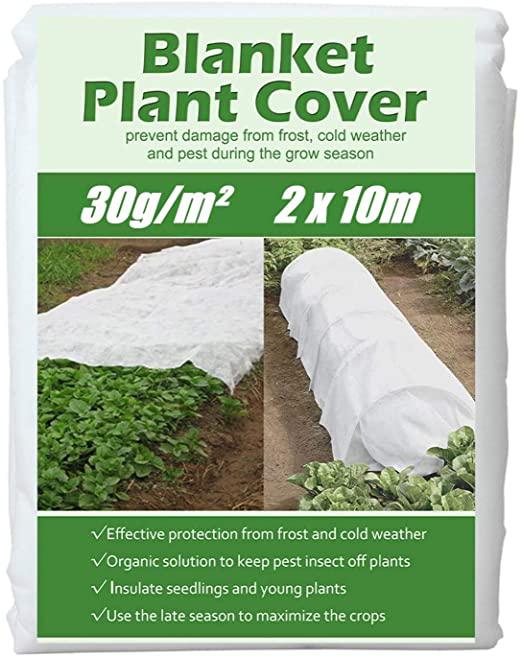 Blanket
Plant Cover
prevent damage from frost, cold weather
and pest during the grow season
30g/m² 2 x 10m
✓Effective protection from frost and cold weather
✓Organic solution to keep pest insect off plants
✓Insulate seedlings and young plants
✓Use the late season to maximize the crops